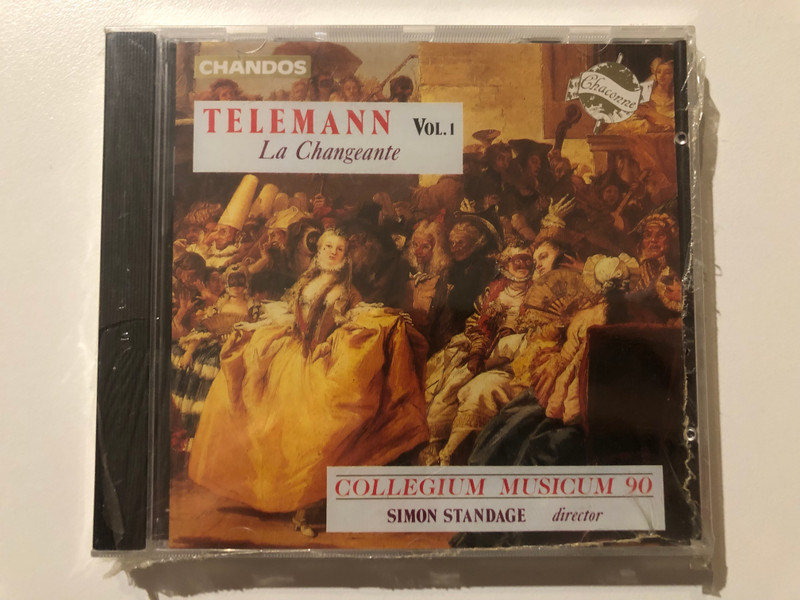 CHANDOS
Chaconne
TELEMANN VOL. 1
La Changeante
COLLEGIUM MUSICUM 90
SIMON STANDAGE director